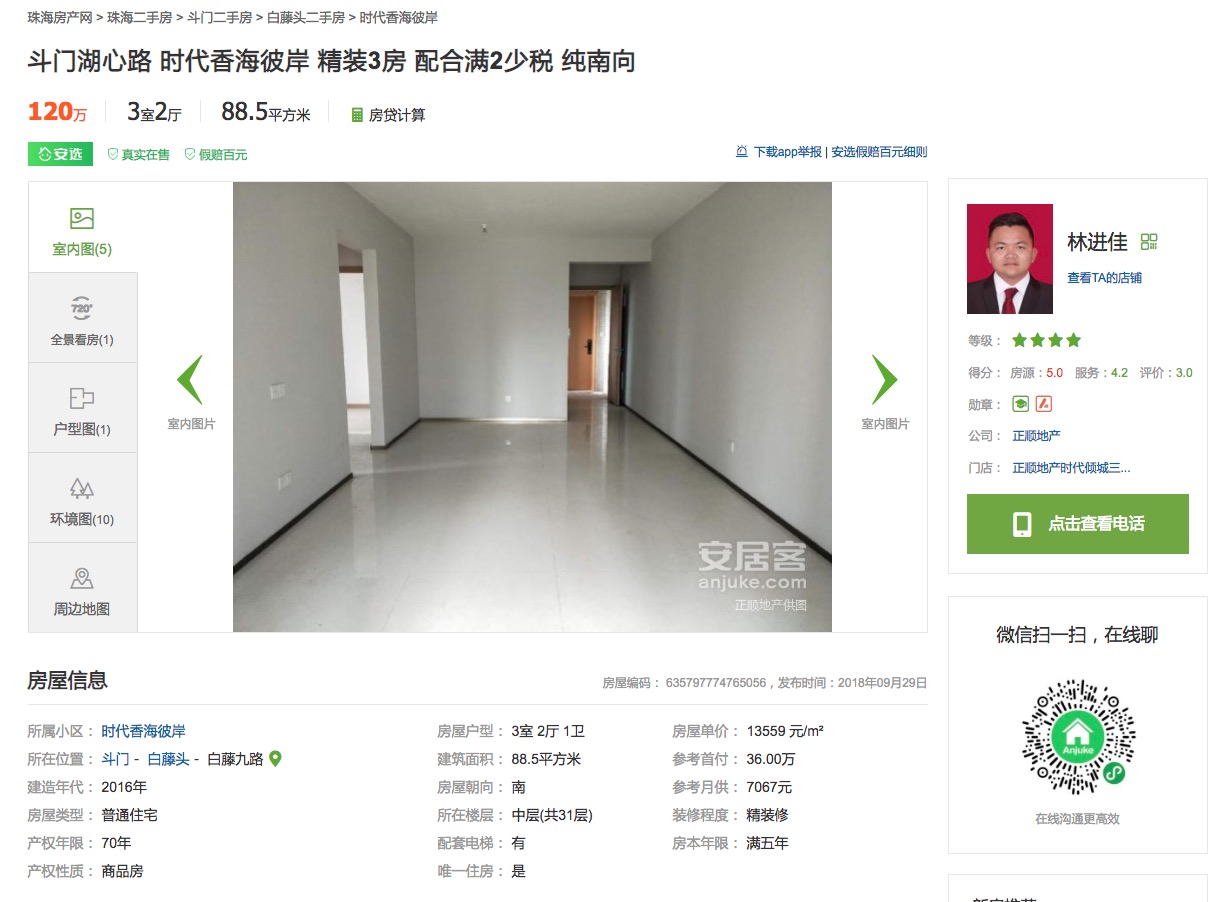 珠海房产网 > 珠海二手房 > 斗门二手房 > 白藤头二手房 > 时代香海彼岸
斗门湖心路 时代香海彼岸 精装3房 配合满2少税 纯南向
120万 3室2厅 88.5平方米 房贷计算
安选 真实在售 假赔百元 下载app举报 | 安选假赔百元细则
室内图(5)
720°
全景看房(1)
户型图(1)
环境图(10)
周边地图
室内图片
室内图片
安居客
anjuke.com
正顺地产供图
林进佳
查看TA的店铺
等级：
得分： 房源：5.0 服务：4.2 评价：3.0
勋章：
公司： 正顺地产
门店： 正顺地产时代倾城三...
点击查看电话
微信扫一扫，在线聊
Anjuke
在线沟通更高效
房屋信息
房屋编码： 635797774765056，发布时间：2018年09月29日
所属小区： 时代香海彼岸 房屋户型： 3室 2厅 1卫 房屋单价： 13559 元/m²
所在位置： 斗门 - 白藤头 - 白藤九路 建筑面积： 88.5平方米 参考首付： 36.00万
建造年代： 2016年 房屋朝向： 南 参考月供： 7067元
房屋类型： 普通住宅 所在楼层： 中层(共31层) 装修程度： 精装修
产权年限： 70年 配套电梯： 有 房本年限： 满五年
产权性质： 商品房 唯一住房： 是